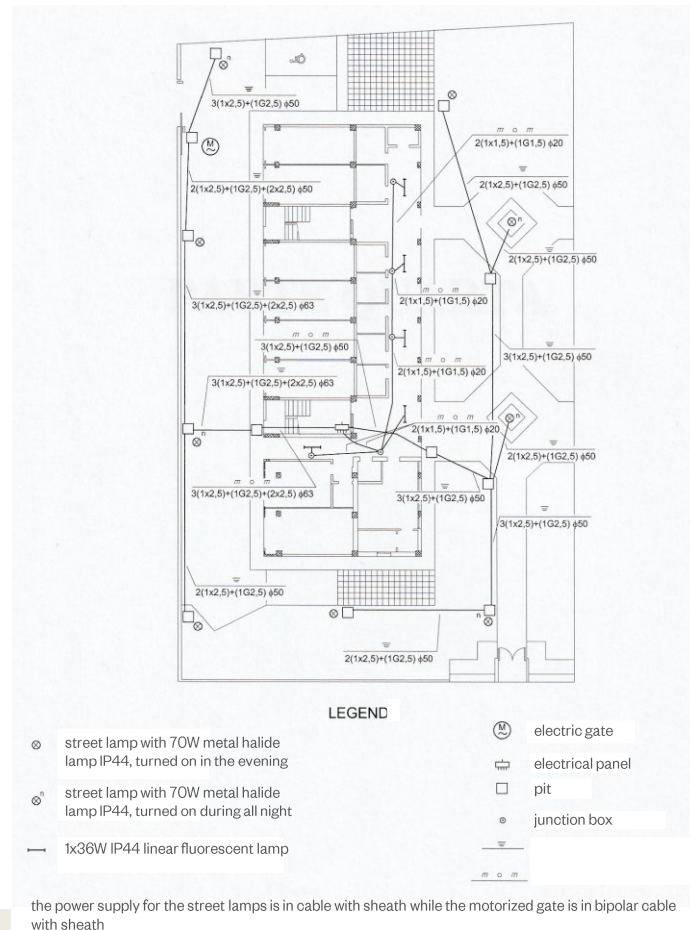 n
3(1x2,5)+(1G2,5) ϕ50
M
~
2(1x2,5)+(1G2,5)+(2x2,5) ϕ50
m o m
2(1x1,5)+(1G1,5) ϕ20
2(1x2,5)+(1G2,5) ϕ50
n
2(1x2,5)+(1G2,5) ϕ50
3(1x2,5)+(1G2,5)+(2x2,5) ϕ63
m o m
2(1x1,5)+(1G1,5) ϕ20
m o m
3(1x2,5)+(1G2,5) ϕ50
3(1x2,5)+(1G2,5) ϕ50
m o m
2(1x1,5)+(1G1,5) ϕ20
3(1x2,5)+(1G2,5)+(2x2,5) ϕ63
n
m o m
2(1x1,5)+(1G1,5) ϕ20
n
2(1x2,5)+(1G2,5) ϕ50
m o m
3(1x2,5)+(1G2,5)+(2x2,5) ϕ63
3(1x2,5)+(1G2,5) ϕ50
3(1x2,5)+(1G2,5) ϕ50
2(1x2,5)+(1G2,5) ϕ50
n
2(1x2,5)+(1G2,5) ϕ50
LEGEND
street lamp with 70W metal halide
lamp IP44, turned on in the evening
n
street lamp with 70W metal halide
lamp IP44, turned on during all night
1x36W IP44 linear fluorescent lamp
M
~
electric gate
electrical panel
pit
junction box
m o m
the power supply for the street lamps is in cable with sheath while the motorized gate is in bipolar cable
with sheath